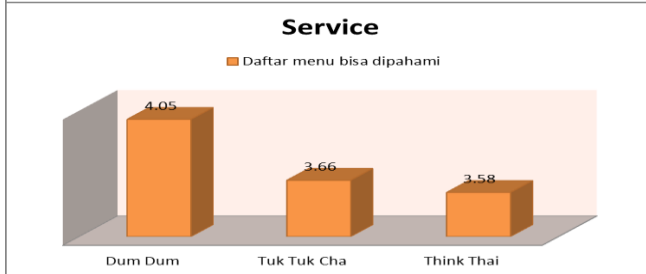 Service
Daftar menu bisa dipahami
4.05
3.66
3.58
Dum Dum
Tuk Tuk Cha
Think Thai